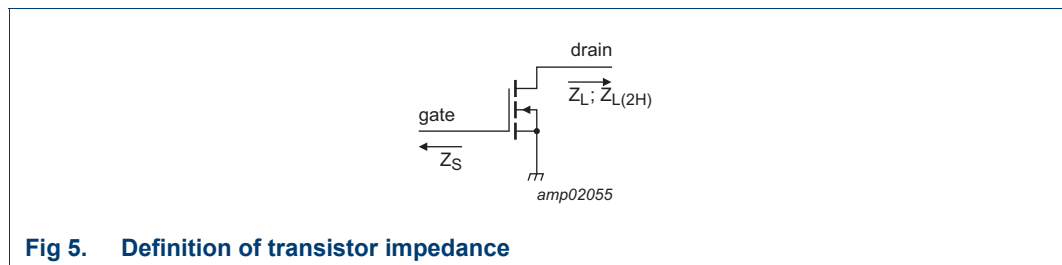 drain
Z_L; Z_L(2H)
gate
Z_S
amp02055
Fig 5. Definition of transistor impedance